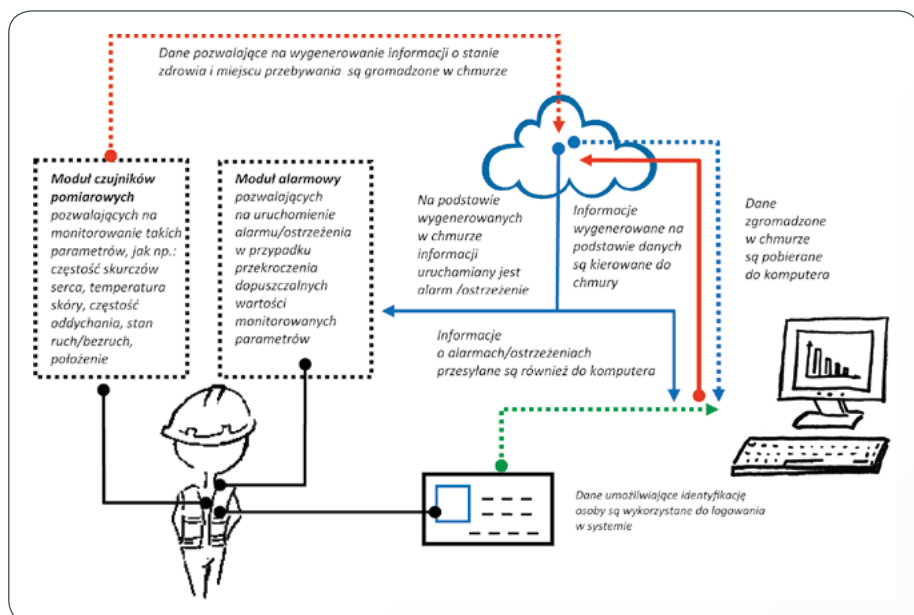 Dane pozwalające na wygenerowanie informacji o stanie
zdrowia i miejscu przebywania są gromadzone w chmurze
Moduł czujników
pomiarowych
pozwalających na
monitorowanie takich
parametrów, jak np.:
częstość skurczów
serca, temperatura
skóry, częstość
oddychania, stan
ruch/bezruch,
położenie
Moduł alarmowy
pozwalających
na uruchomienie
alarmu/ostrzeżenia
w przypadku
przekroczenia
dopuszczalnych
wartości
monitorowanych
parametrów
Na podstawie
wygenerowanych
w chmurze
informacji
uruchamiany jest
alarm /ostrzeżenie
Informacje
wygenerowane na
podstawie danych
są kierowane do
chmury
Dane
zgromadzone
w chmurze
są pobierane
do komputera
Informacje
o alarmach/ostrzeżeniach
przesyłane są również do komputera
Dane umożliwiające identyfikację
osoby są wykorzystane do logowania
w systemie